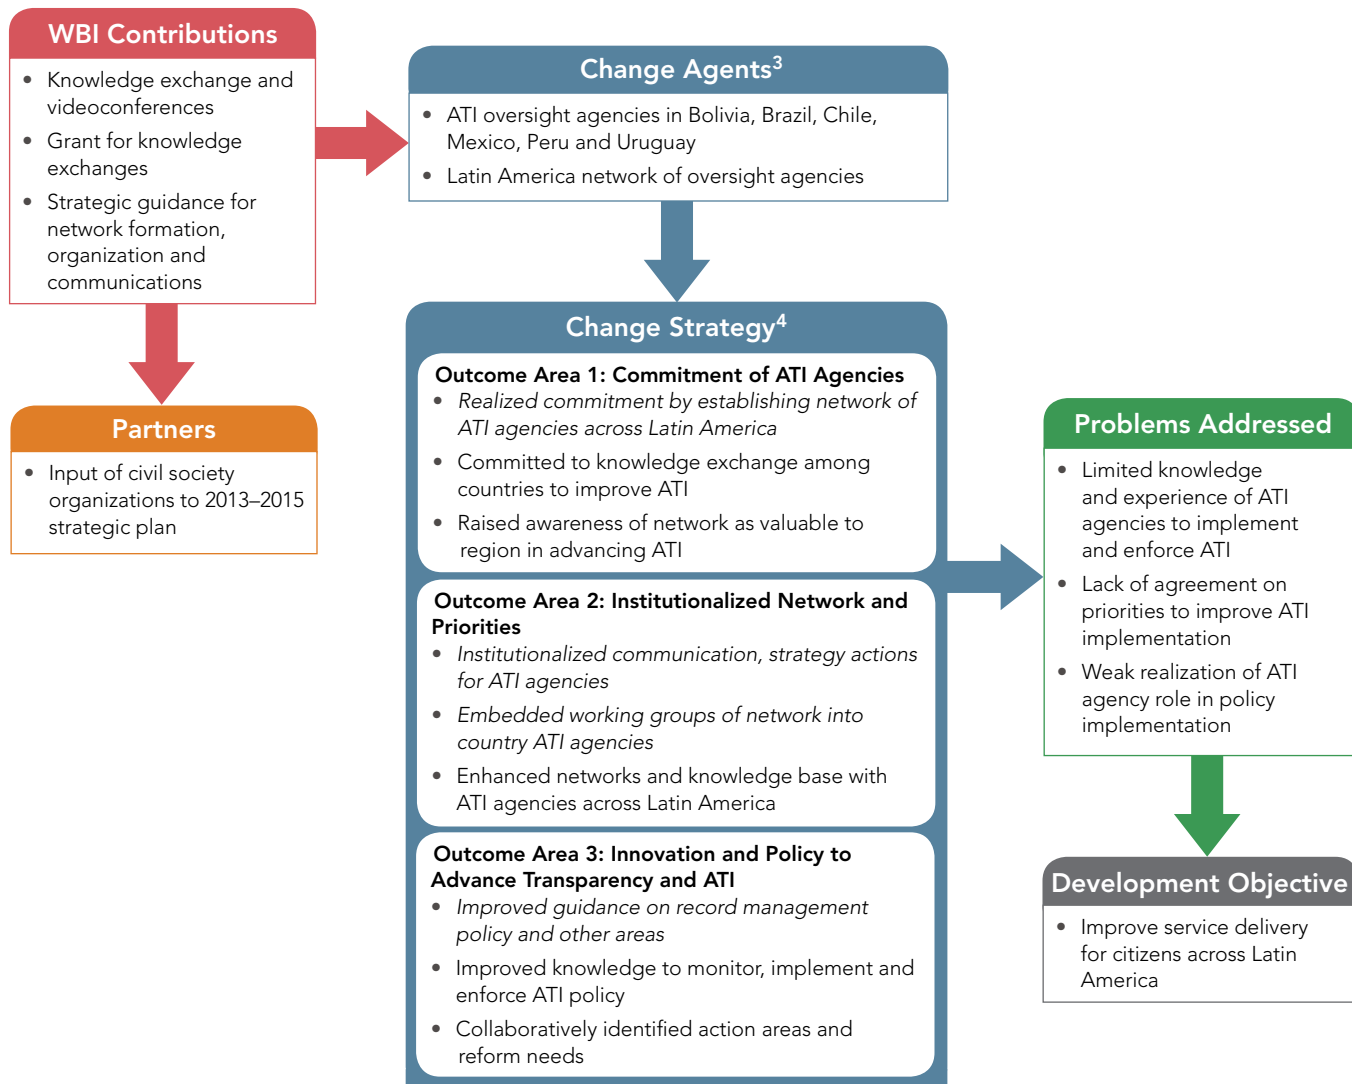 WBI Contributions
• Knowledge exchange and
videoconferences
• Grant for knowledge
exchanges
• Strategic guidance for
network formation,
organization and
communications
Change Agents3
• ATI oversight agencies in Bolivia, Brazil, Chile,
Mexico, Peru and Uruguay
• Latin America network of oversight agencies
Partners
• Input of civil society
organizations to 2013–2015
strategic plan
Change Strategy4
Outcome Area 1: Commitment of ATI Agencies
• Realized commitment by establishing network of
ATI agencies across Latin America
• Committed to knowledge exchange among
countries to improve ATI
• Raised awareness of network as valuable to
region in advancing ATI
Outcome Area 2: Institutionalized Network and
Priorities
• Institutionalized communication, strategy actions
for ATI agencies
• Embedded working groups of network into
country ATI agencies
• Enhanced networks and knowledge base with
ATI agencies across Latin America
Outcome Area 3: Innovation and Policy to
Advance Transparency and ATI
• Improved guidance on record management
policy and other areas
• Improved knowledge to monitor, implement and
enforce ATI policy
• Collaboratively identified action areas and
reform needs
Problems Addressed
• Limited knowledge
and experience of ATI
agencies to implement
and enforce ATI
• Lack of agreement on
priorities to improve ATI
implementation
• Weak realization of ATI
agency role in policy
implementation
Development Objective
• Improve service delivery
for citizens across Latin
America